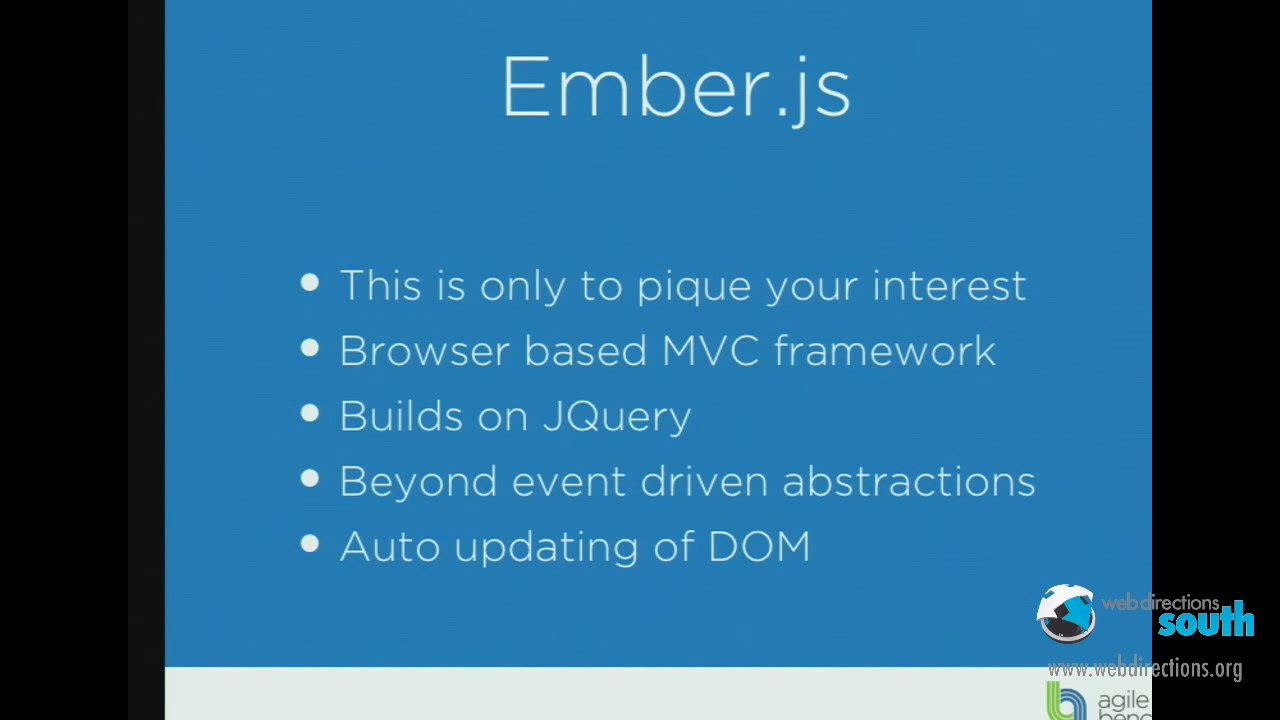 Ember.js
• This is only to pique your interest
• Browser based MVC framework
• Builds on JQuery
• Beyond event driven abstractions
• Auto updating of DOM
web directions
south
www.webdirections.org
agile